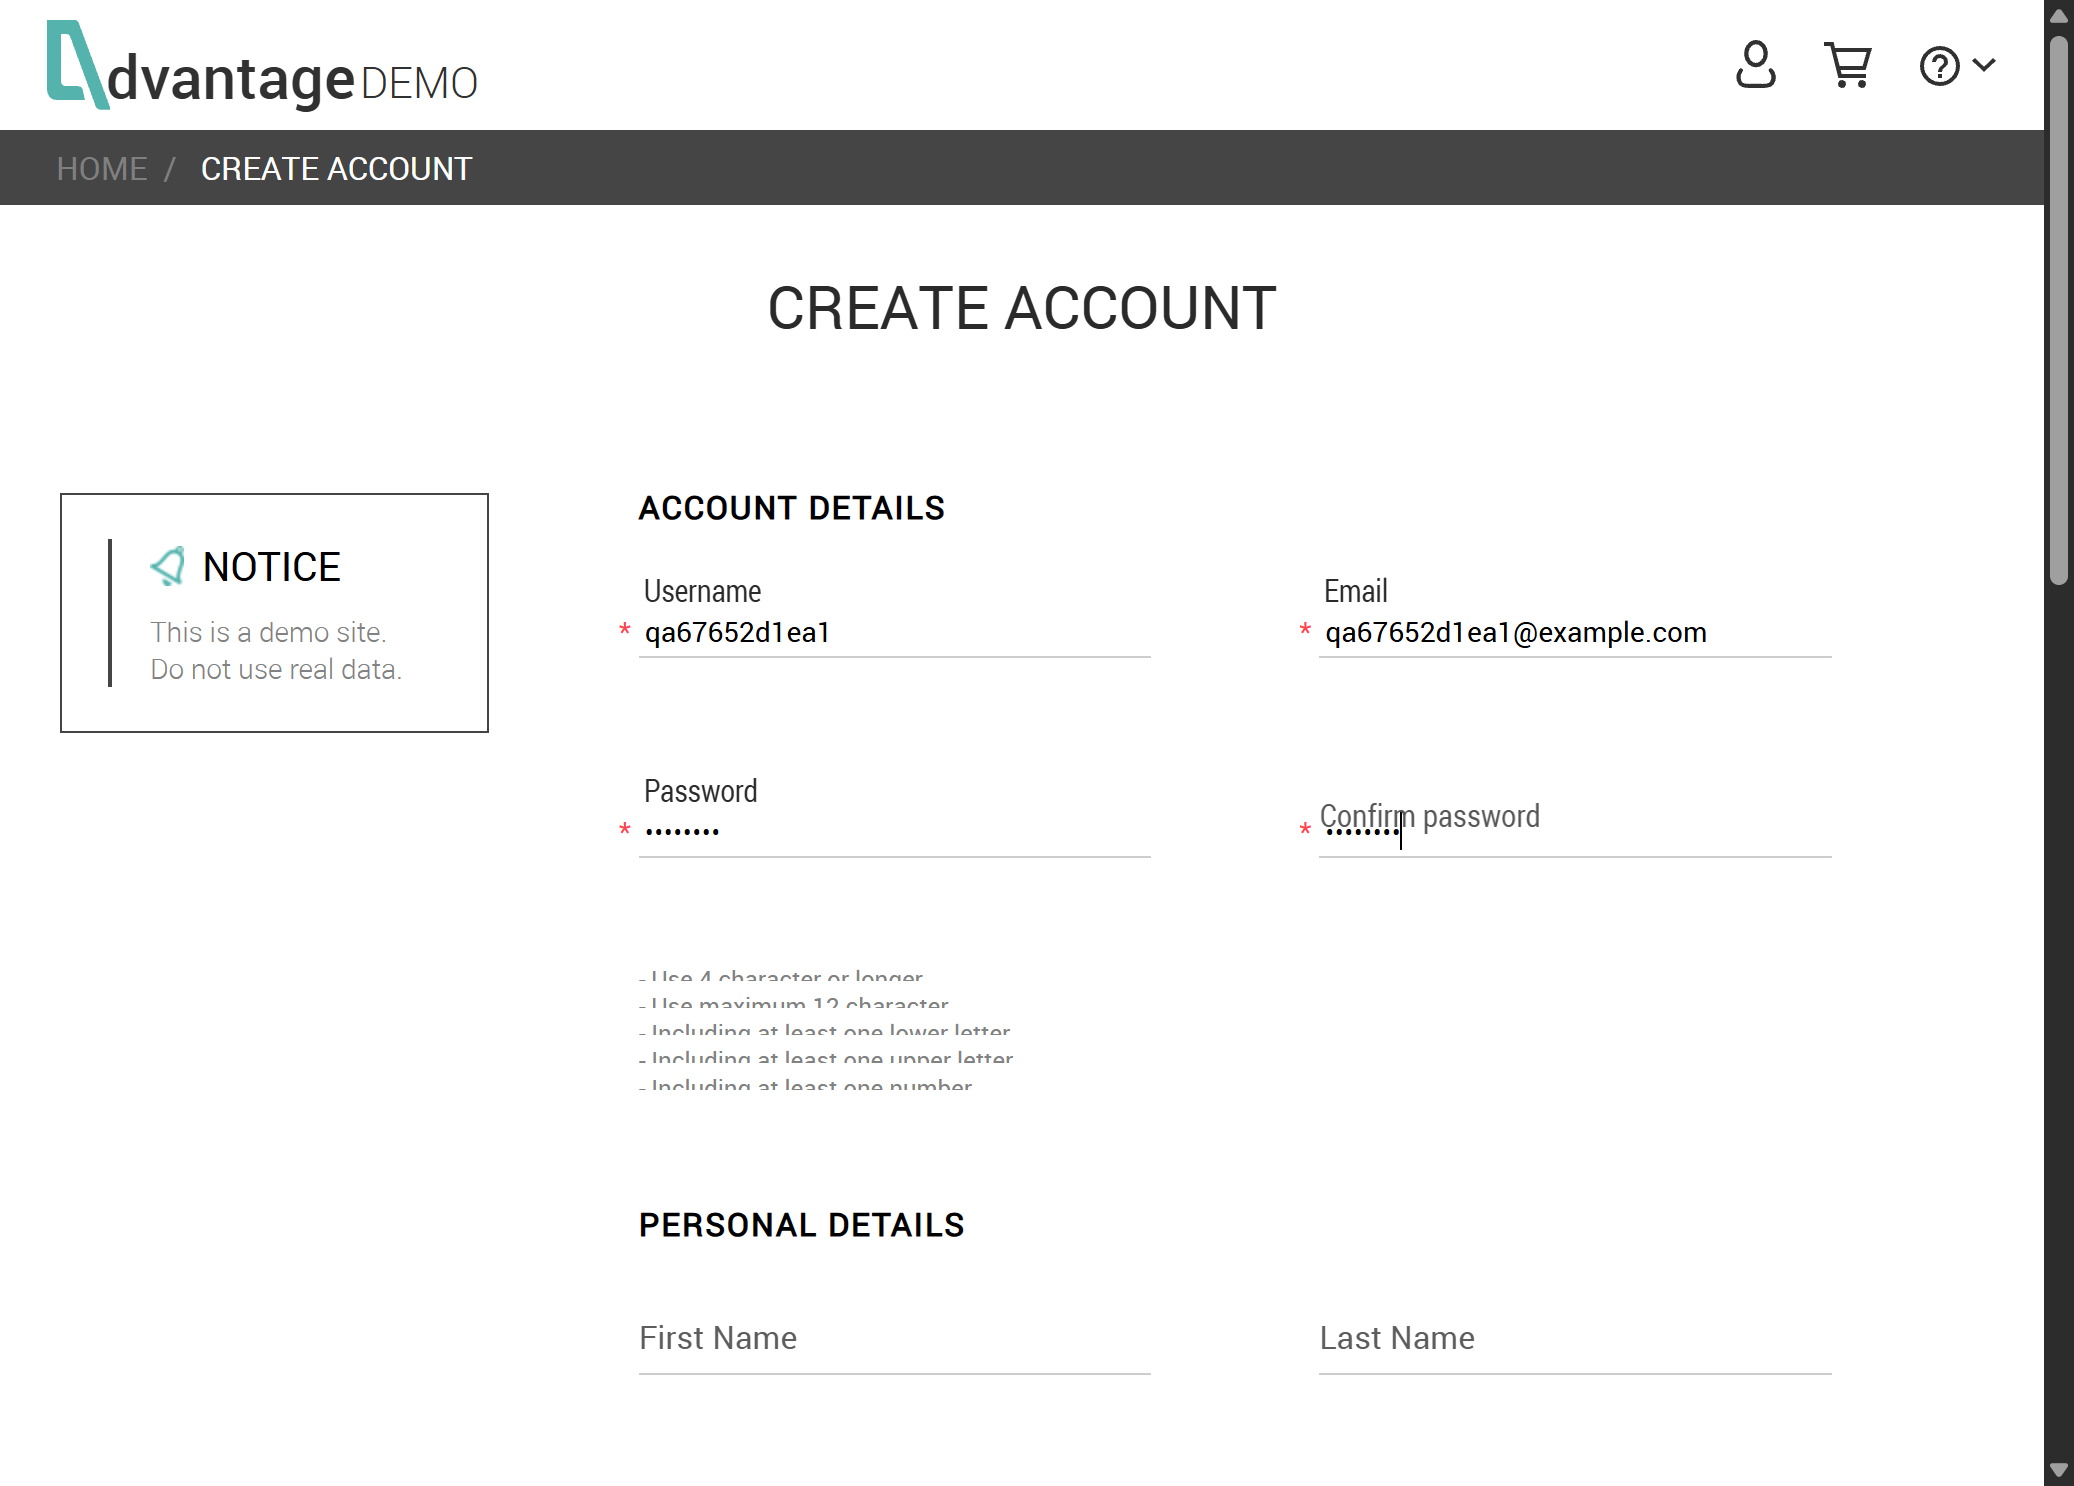 dvantage DEMO
HOME / CREATE ACCOUNT
CREATE ACCOUNT
NOTICE
This is a demo site.
Do not use real data.
ACCOUNT DETAILS
Username
* qa67652d1ea1
Email
* qa67652d1ea1@example.com
Password
* ••••••••
Confirm password
* ••••••••
- Use 4 character or longer
- Use maximum 12 character
- Including at least one lower letter
- Including at least one upper letter
- Including at least one number
PERSONAL DETAILS
First Name
Last Name